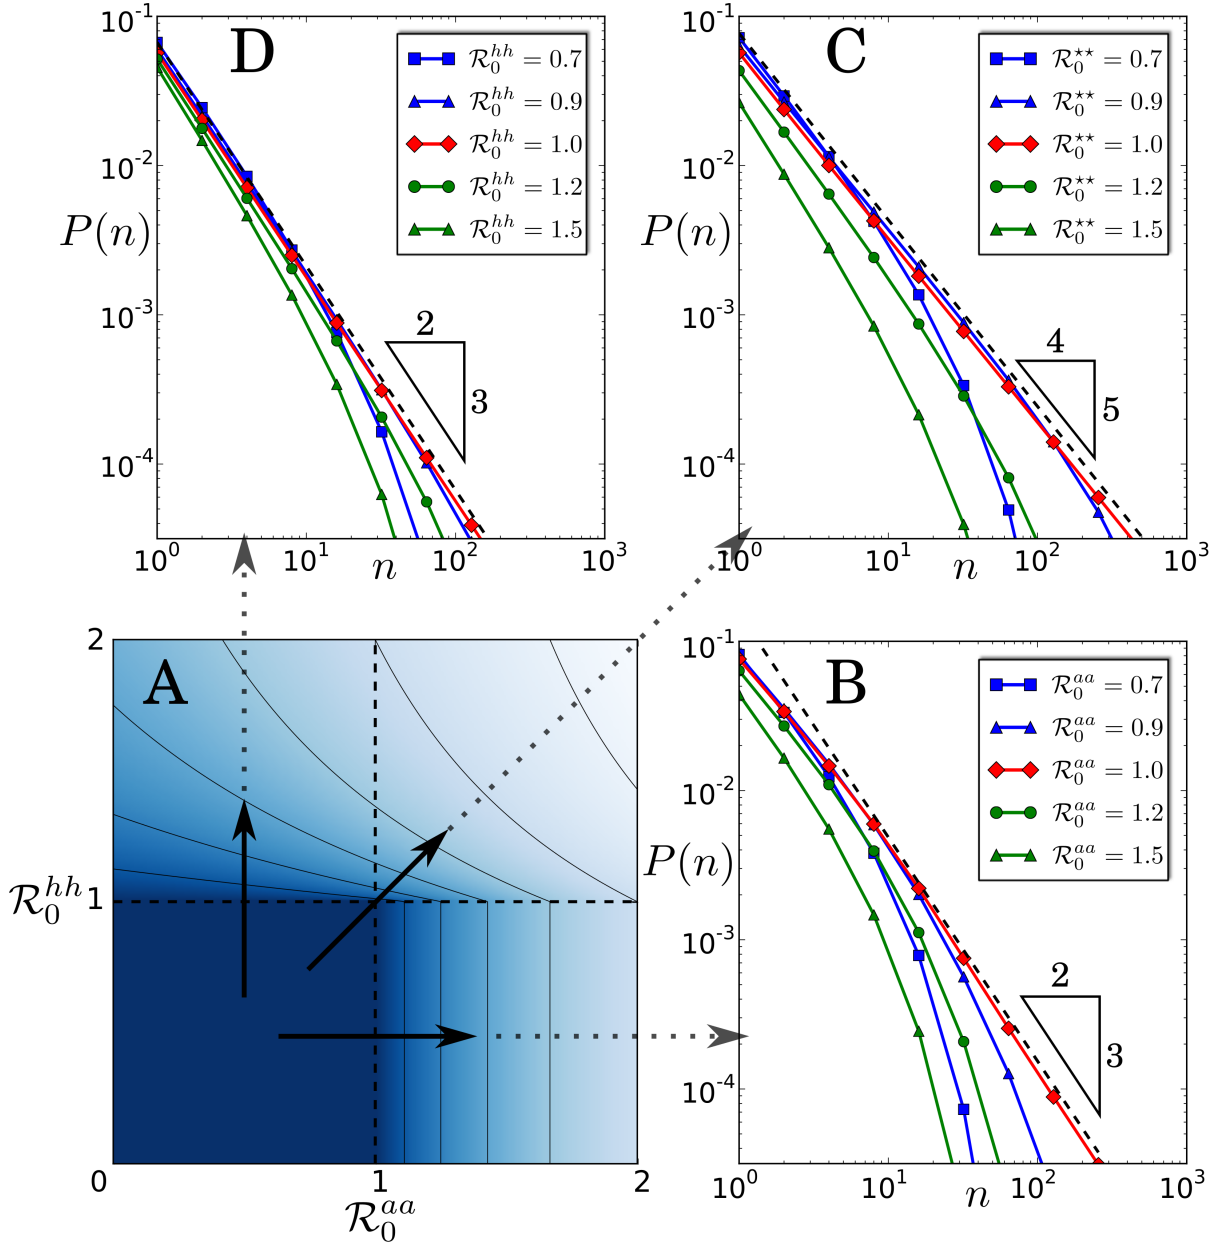 D
10^{-1}
10^{-2}
10^{-3}
10^{-4}
P(n)
R_0^{hh} = 0.7
R_0^{hh} = 0.9
R_0^{hh} = 1.0
R_0^{hh} = 1.2
R_0^{hh} = 1.5
2
3
10^0 10^1 10^2 10^3
n
C
10^{-1}
10^{-2}
10^{-3}
10^{-4}
P(n)
R_0^{⋆⋆} = 0.7
R_0^{⋆⋆} = 0.9
R_0^{⋆⋆} = 1.0
R_0^{⋆⋆} = 1.2
R_0^{⋆⋆} = 1.5
4
5
10^0 10^1 10^2 10^3
n
A
2
R_0^{hh} 1
0 1 2
R_0^{aa}
B
10^{-1}
10^{-2}
10^{-3}
10^{-4}
P(n)
R_0^{aa} = 0.7
R_0^{aa} = 0.9
R_0^{aa} = 1.0
R_0^{aa} = 1.2
R_0^{aa} = 1.5
2
3
10^0 10^1 10^2 10^3
n